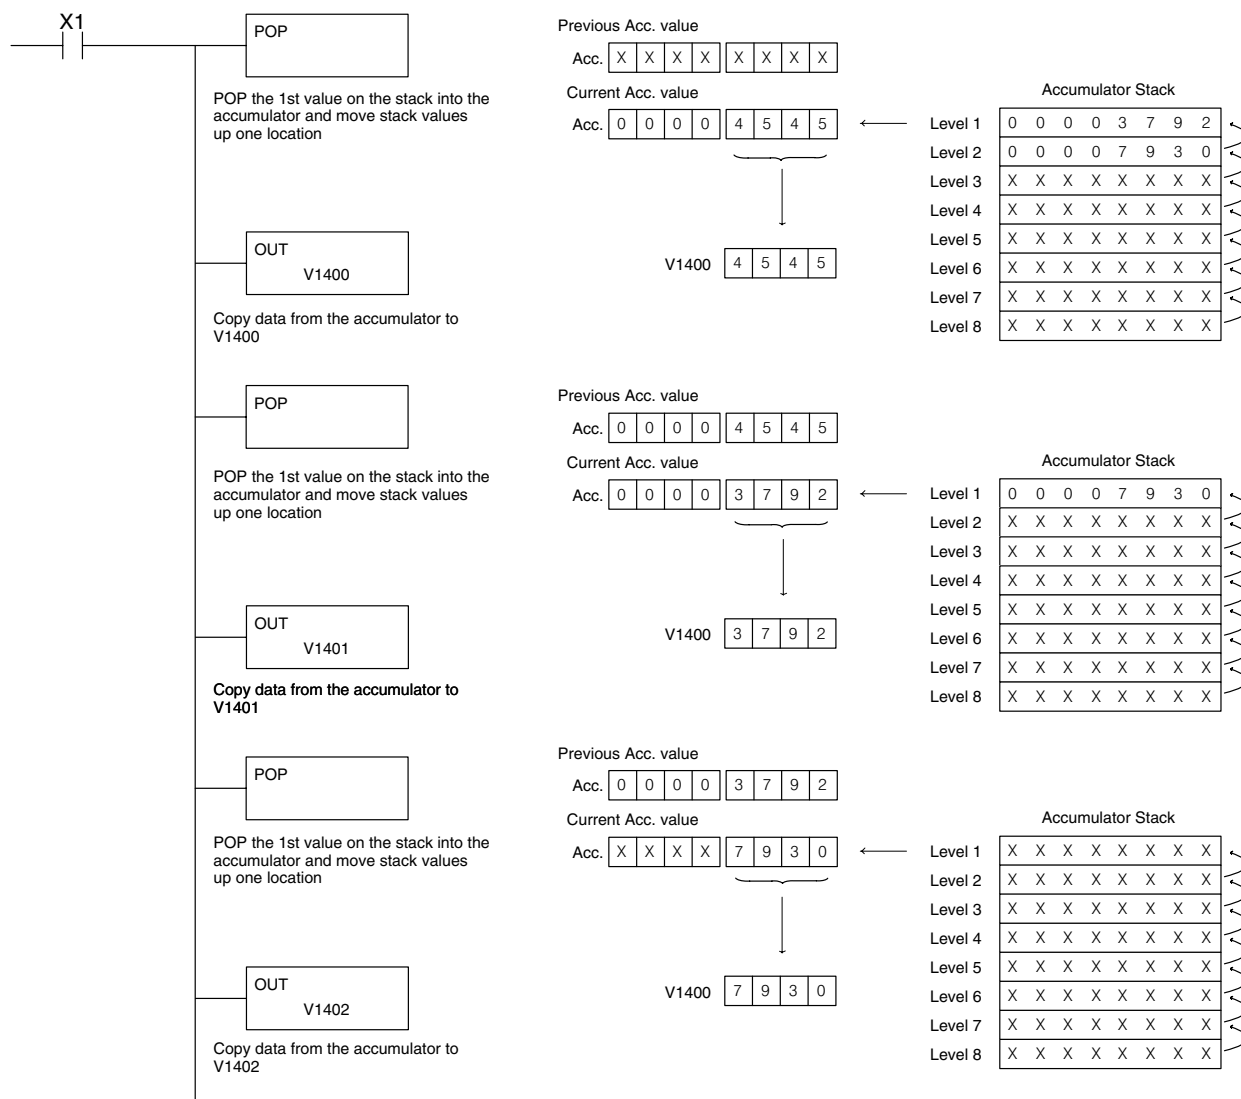 X1
POP
POP the 1st value on the stack into the
accumulator and move stack values
up one location
Previous Acc. value
Acc. X X X X X X X X
Current Acc. value
Acc. 0 0 0 0 4 5 4 5
V1400 4 5 4 5
Accumulator Stack
Level 1 0 0 0 0 3 7 9 2
Level 2 0 0 0 0 7 9 3 0
Level 3 X X X X X X X X
Level 4 X X X X X X X X
Level 5 X X X X X X X X
Level 6 X X X X X X X X
Level 7 X X X X X X X X
Level 8 X X X X X X X X
OUT
V1400
Copy data from the accumulator to
V1400
POP
POP the 1st value on the stack into the
accumulator and move stack values
up one location
Previous Acc. value
Acc. 0 0 0 0 4 5 4 5
Current Acc. value
Acc. 0 0 0 0 3 7 9 2
V1400 3 7 9 2
Accumulator Stack
Level 1 0 0 0 0 7 9 3 0
Level 2 X X X X X X X X
Level 3 X X X X X X X X
Level 4 X X X X X X X X
Level 5 X X X X X X X X
Level 6 X X X X X X X X
Level 7 X X X X X X X X
Level 8 X X X X X X X X
OUT
V1401
Copy data from the accumulator to
V1401
POP
POP the 1st value on the stack into the
accumulator and move stack values
up one location
Previous Acc. value
Acc. 0 0 0 0 3 7 9 2
Current Acc. value
Acc. X X X X 7 9 3 0
V1400 7 9 3 0
Accumulator Stack
Level 1 X X X X X X X X
Level 2 X X X X X X X X
Level 3 X X X X X X X X
Level 4 X X X X X X X X
Level 5 X X X X X X X X
Level 6 X X X X X X X X
Level 7 X X X X X X X X
Level 8 X X X X X X X X
OUT
V1402
Copy data from the accumulator to
V1402